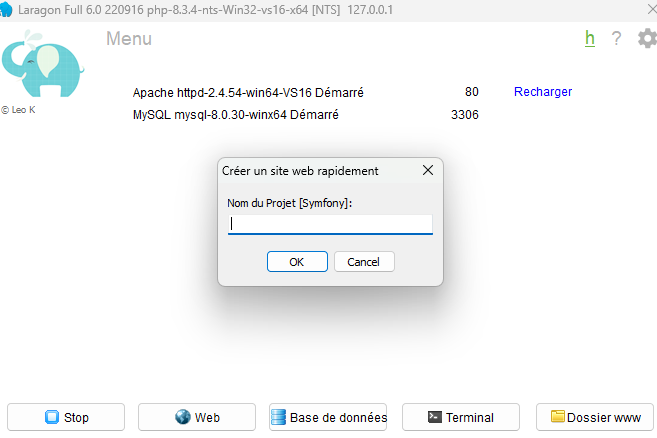 Laragon Full 6.0 220916 php-8.3.4-nts-Win32-vs16-x64 [NTS] 127.0.0.1
Menu
h ?
© Leo K
Apache httpd-2.4.54-win64-VS16 Démarré 80 Recharger
MySQL mysql-8.0.30-winx64 Démarré 3306
Créer un site web rapidement
Nom du Projet [Symfony]:
OK Cancel
Stop Web Base de données Terminal Dossier www